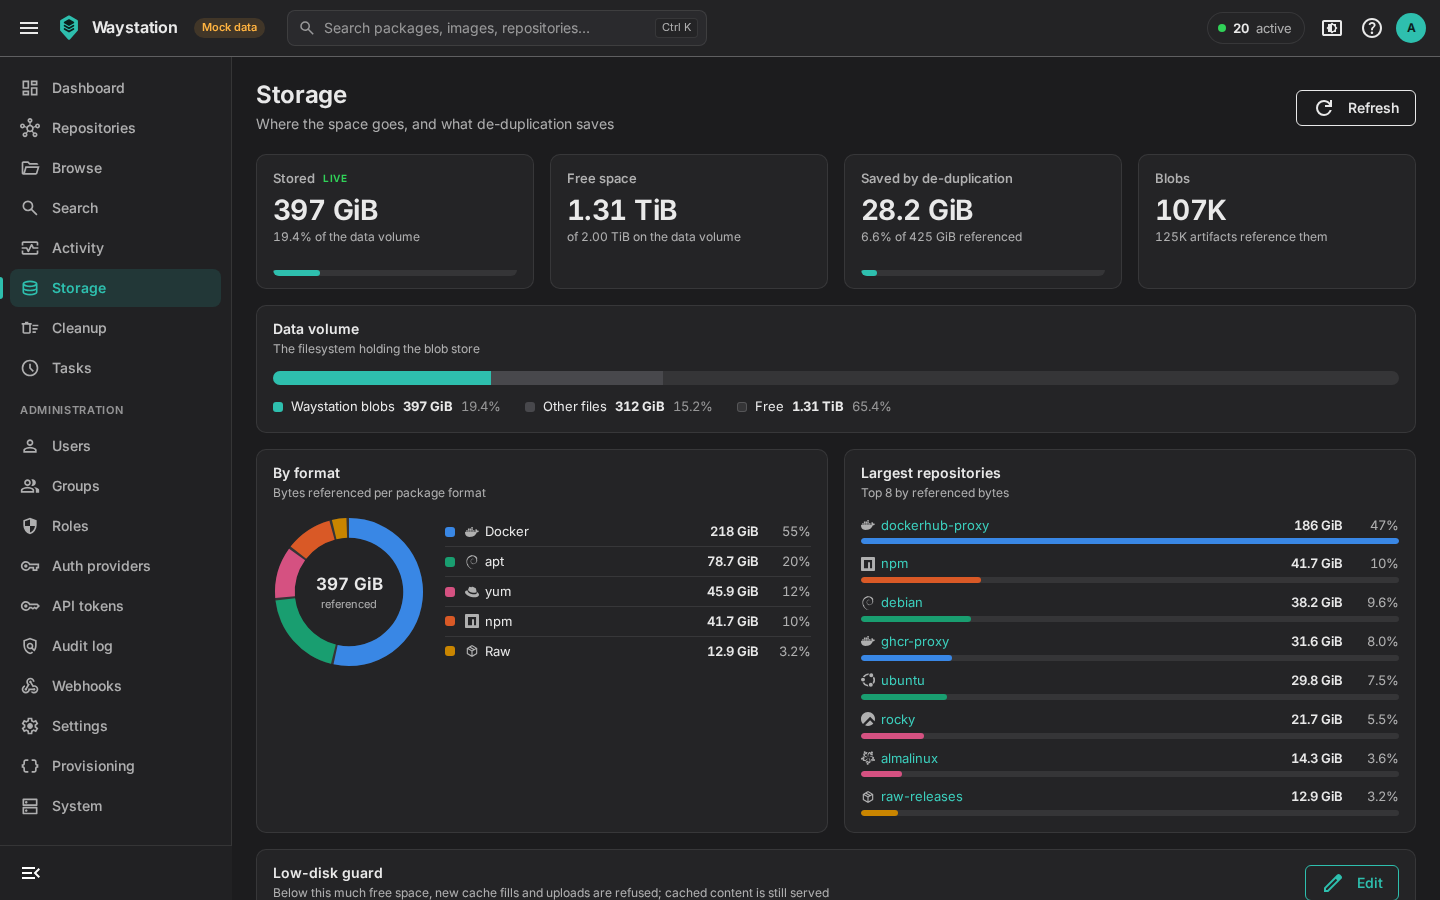 Waystation
Mock data
Search packages, images, repositories...
Ctrl K
20 active
A
Dashboard
Repositories
Browse
Search
Activity
Storage
Cleanup
Tasks
ADMINISTRATION
Users
Groups
Roles
Auth providers
API tokens
Audit log
Webhooks
Settings
Provisioning
System
Storage
Where the space goes, and what de-duplication saves
Refresh
Stored LIVE
397 GiB
19.4% of the data volume
Free space
1.31 TiB
of 2.00 TiB on the data volume
Saved by de-duplication
28.2 GiB
6.6% of 425 GiB referenced
Blobs
107K
125K artifacts reference them
Data volume
The filesystem holding the blob store
Waystation blobs 397 GiB 19.4% Other files 312 GiB 15.2% Free 1.31 TiB 65.4%
By format
Bytes referenced per package format
397 GiB
referenced
Docker 218 GiB 55%
apt 78.7 GiB 20%
yum 45.9 GiB 12%
npm 41.7 GiB 10%
Raw 12.9 GiB 3.2%
Largest repositories
Top 8 by referenced bytes
dockerhub-proxy 186 GiB 47%
npm 41.7 GiB 10%
debian 38.2 GiB 9.6%
ghcr-proxy 31.6 GiB 8.0%
ubuntu 29.8 GiB 7.5%
rocky 21.7 GiB 5.5%
almalinux 14.3 GiB 3.6%
raw-releases 12.9 GiB 3.2%
Low-disk guard
Below this much free space, new cache fills and uploads are refused; cached content is still served
Edit